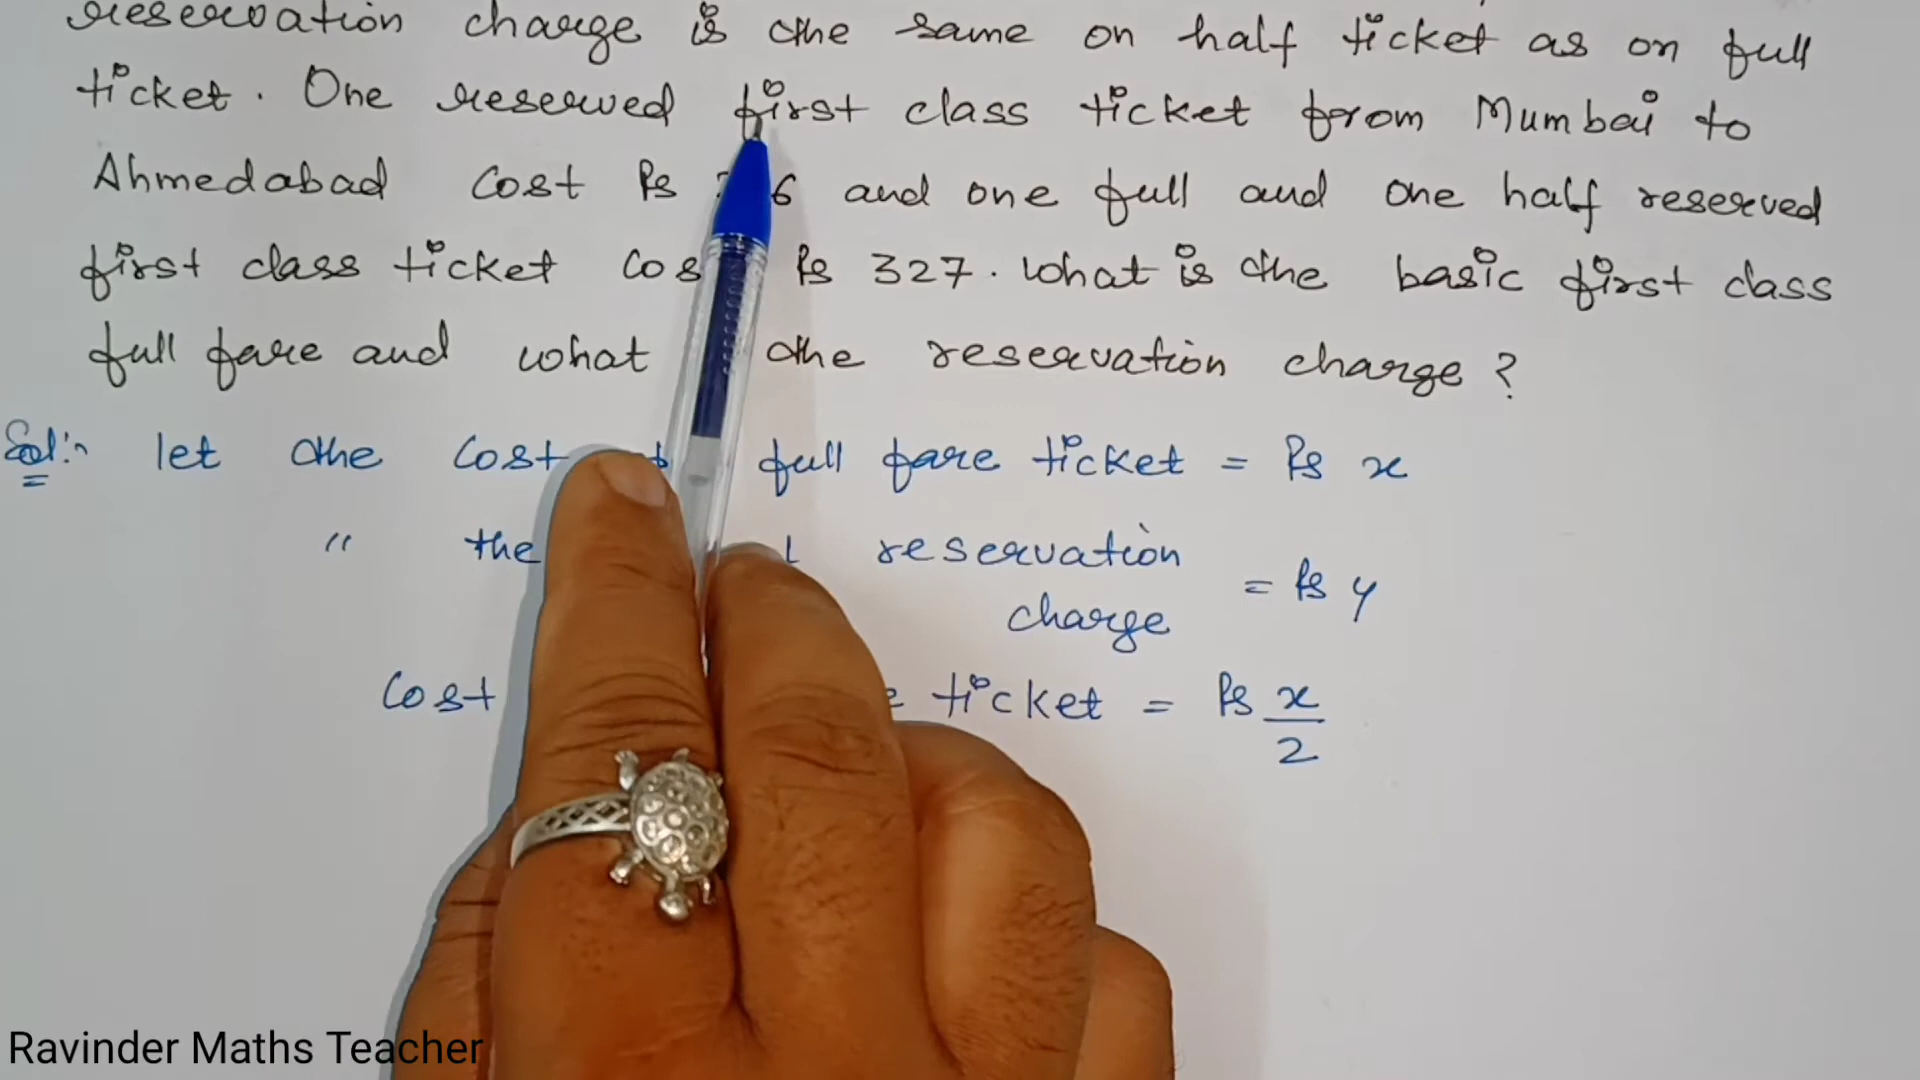 reservation charge is the same on half ticket as on full
ticket. One reserved first class ticket from Mumbai to
Ahmedabad Cost Rs 6 and one full and one half reserved
first class ticket Cos Rs 327. What is the basic first class
full fare and what the reservation charge?
Sol:n let the Cost full fare ticket = Rs x
" the reservation
charge = Rs y
Cost ticket = Rs x/2
Ravinder Maths Teacher